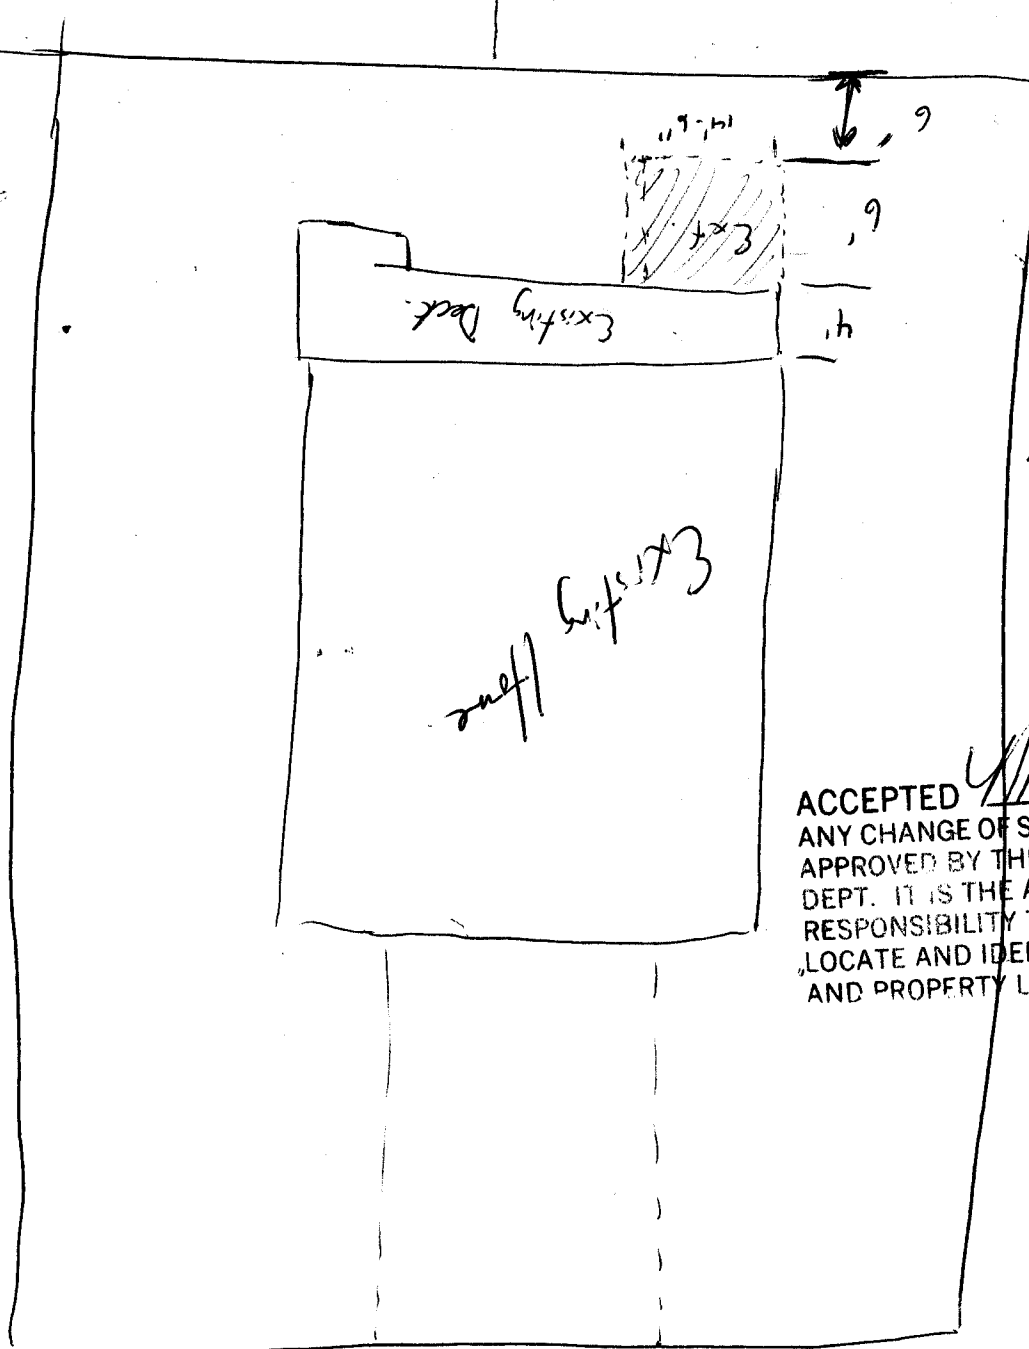 14'-6"
6'
6'
Ext.
Existing Deck.
4'
Existing
House
ACCEPTED
ANY CHANGE OF S
APPROVED BY TH
DEPT. IT IS THE A
RESPONSIBILITY
LOCATE AND IDE
AND PROPERTY L